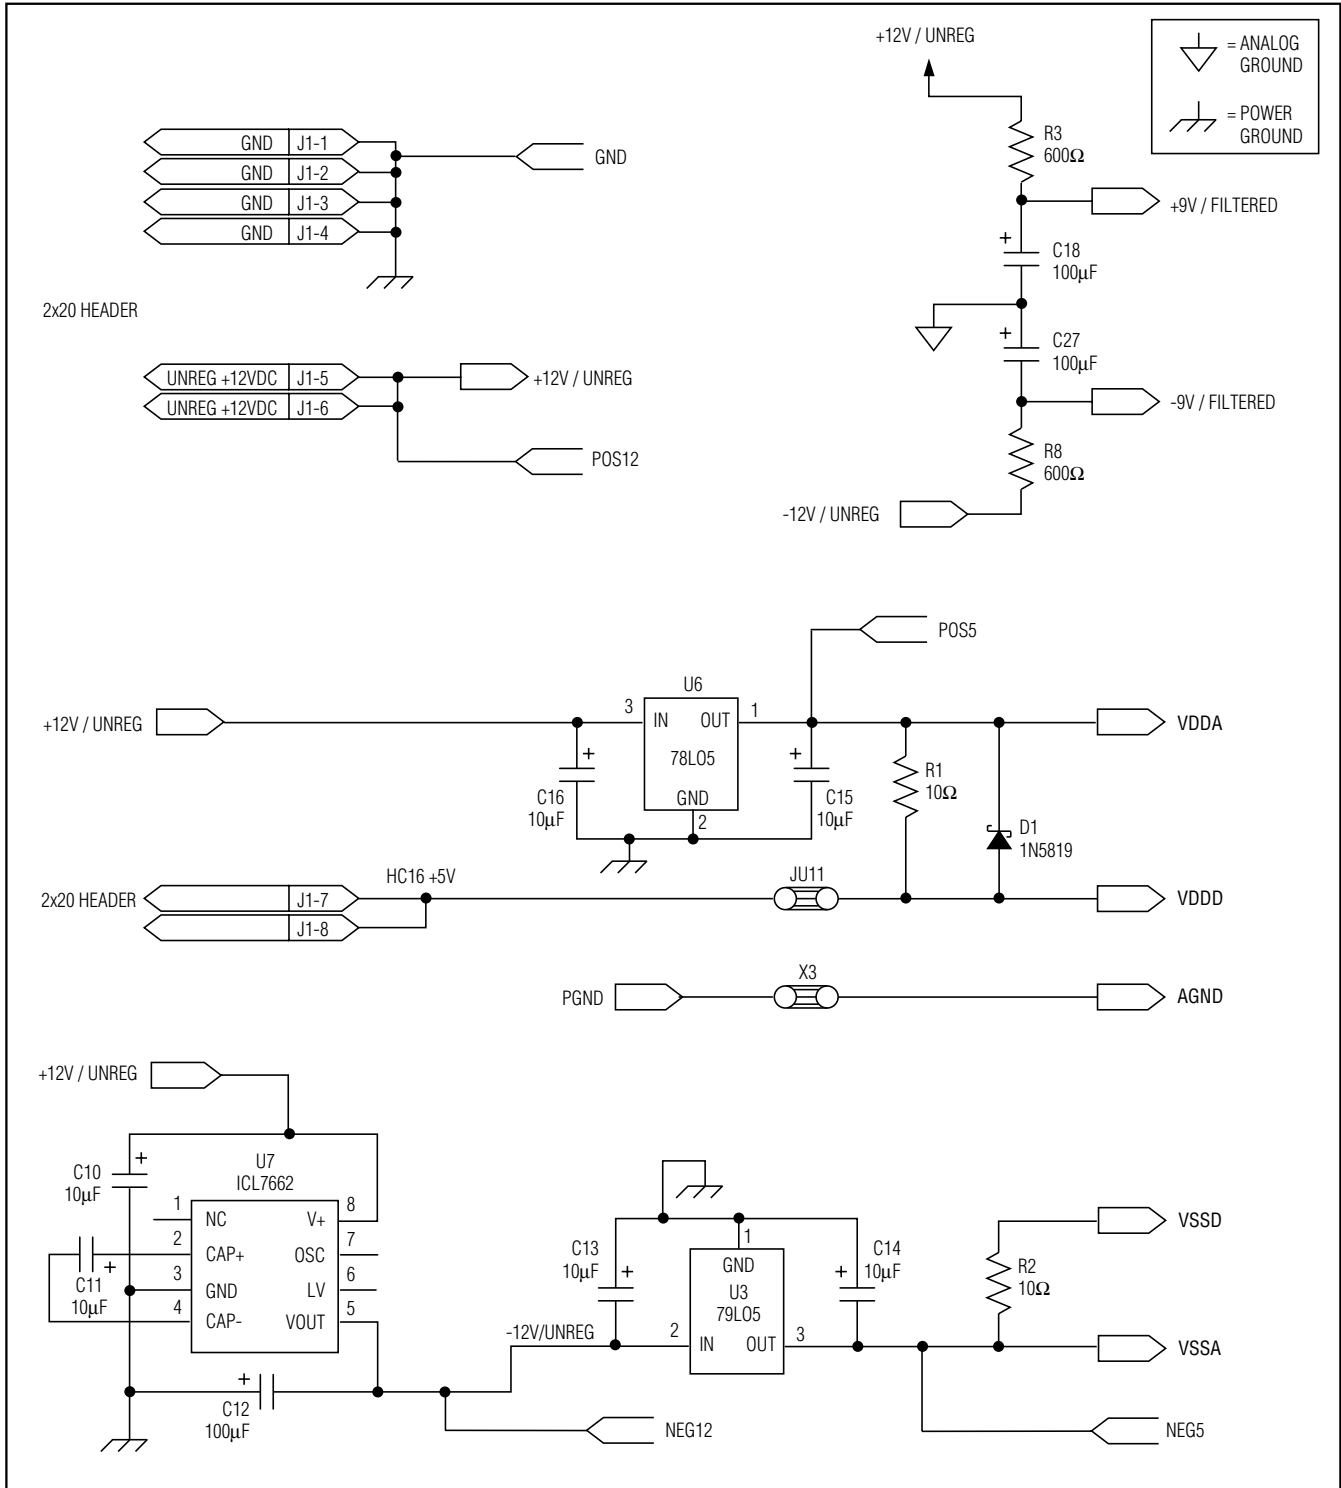 +12V / UNREG
= ANALOG
GROUND
= POWER
GROUND
R3
600Ω
+9V / FILTERED
C18
100μF
C27
100μF
-9V / FILTERED
R8
600Ω
-12V / UNREG
GND J1-1
GND J1-2
GND J1-3
GND J1-4
GND
2x20 HEADER
UNREG +12VDC J1-5
UNREG +12VDC J1-6
+12V / UNREG
POS12
POS5
+12V / UNREG
U6
3 IN OUT 1
78LO5
GND
2
+
C16
10μF
+
C15
10μF
R1
10Ω
D1
1N5819
VDDA
2x20 HEADER
J1-7
J1-8
HC16 +5V
JU11
VDDD
PGND
X3
AGND
+12V / UNREG
C10
10μF
+
U7
ICL7662
1 NC V+ 8
2 CAP+ OSC 7
3 GND LV 6
4 CAP- VOUT 5
C11
10μF
+
+
C12
100μF
NEG12
-12V/UNREG
C13
10μF
+
1
GND
U3
79LO5
2 IN OUT 3
C14
10μF
+
R2
10Ω
VSSD
VSSA
NEG5